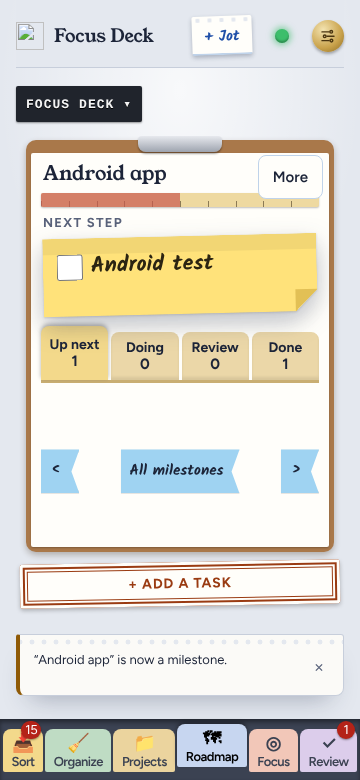 Focus Deck
+ Jot
FOCUS DECK ▾
Android app
More
NEXT STEP
Android test
Up next
1
Doing
0
Review
0
Done
1
<
All milestones
>
+ ADD A TASK
“Android app” is now a milestone.
×
15
Sort
Organize
Projects
Roadmap
Focus
1
Review